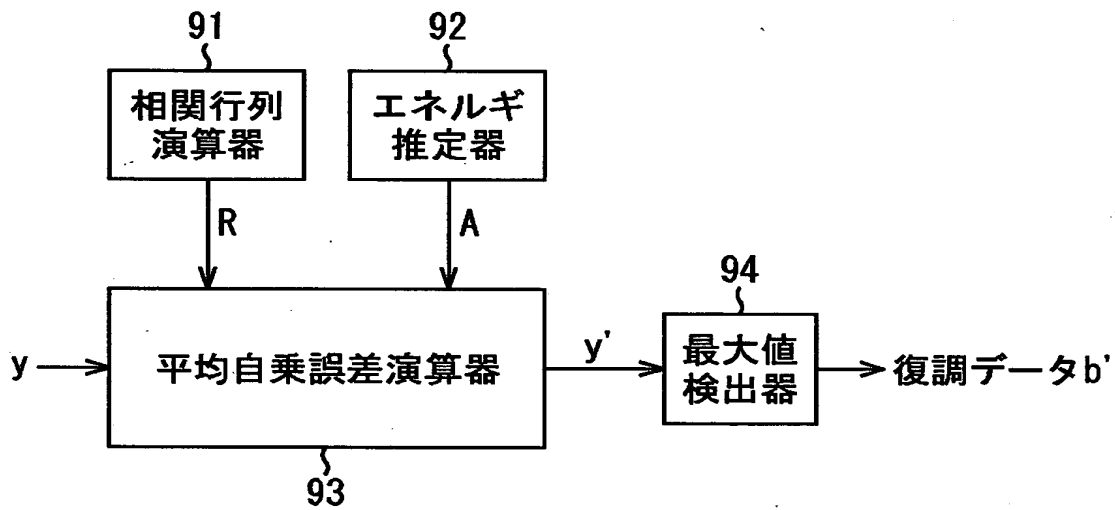 91
92
相関行列
演算器
エネルギ
推定器
R
A
94
y
平均自乗誤差演算器
y'
最大値
検出器
復調データb'
93